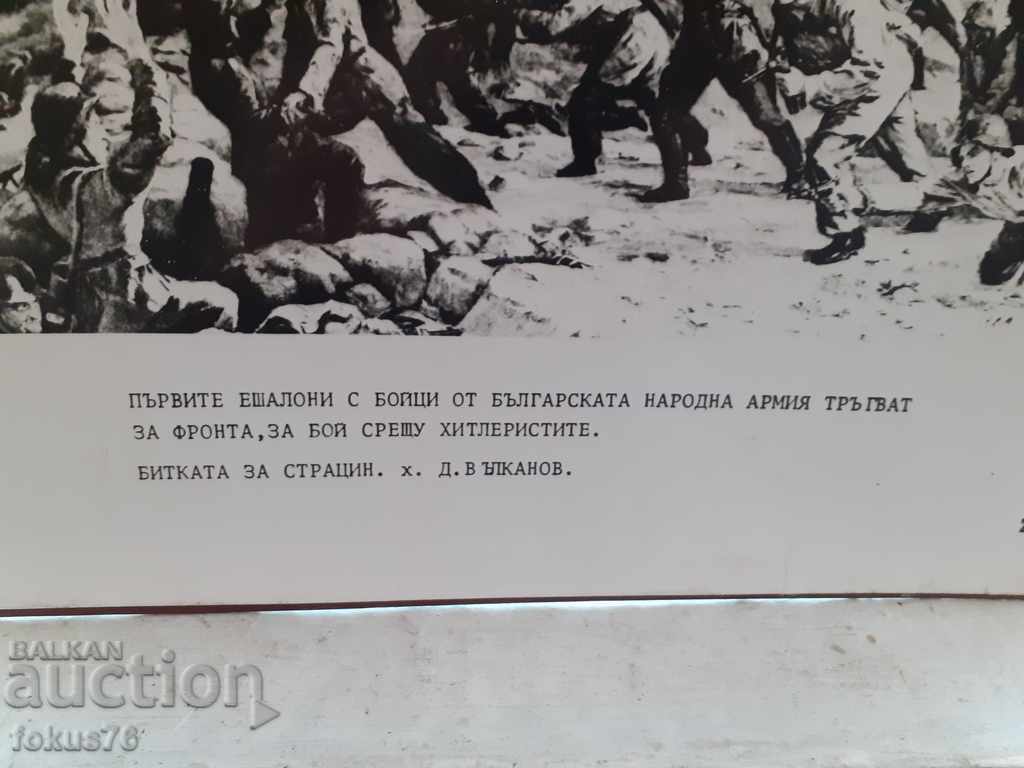 ПЪРВИТЕ ЕШАЛОНИ С БОЙЦИ ОТ БЪЛГАРСКАТА НАРОДНА АРМИЯ ТРЪГВАТ
ЗА ФРОНТА,ЗА БОЙ СРЕЩУ ХИТЛЕРИСТИТЕ.
БИТКАТА ЗА СТРАЦИН. х. Д.ВЪЛКАНОВ.
BALKAN
auction
fokus76